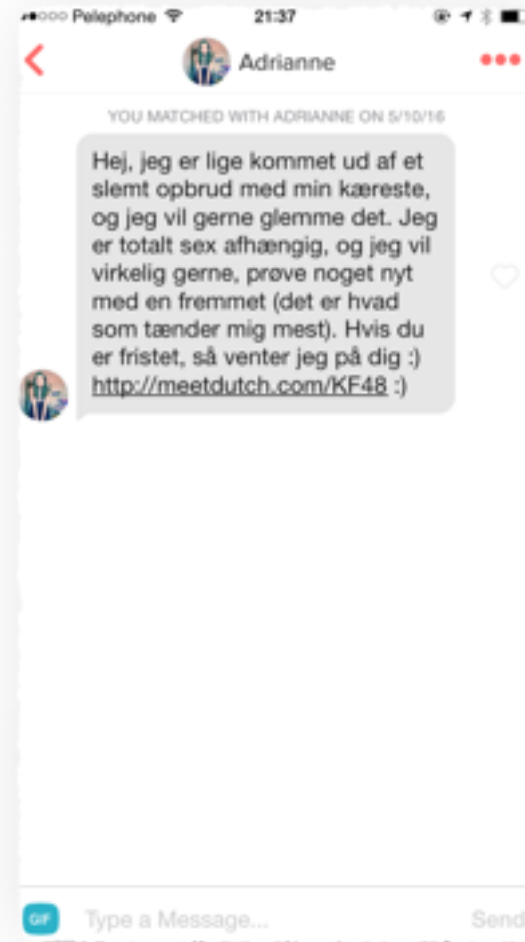 Pelephone 21:37
Adrianne
YOU MATCHED WITH ADRIANNE ON 5/10/16
Hej, jeg er lige kommet ud af et
slemt opbrud med min kæreste,
og jeg vil gerne glemme det. Jeg
er totalt sex afhængig, og jeg vil
virkelig gerne, prøve noget nyt
med en fremmet (det er hvad
som tænder mig mest). Hvis du
er fristet, så venter jeg på dig :)
http://meetdutch.com/KF48 :)
GIF Type a Message... Send